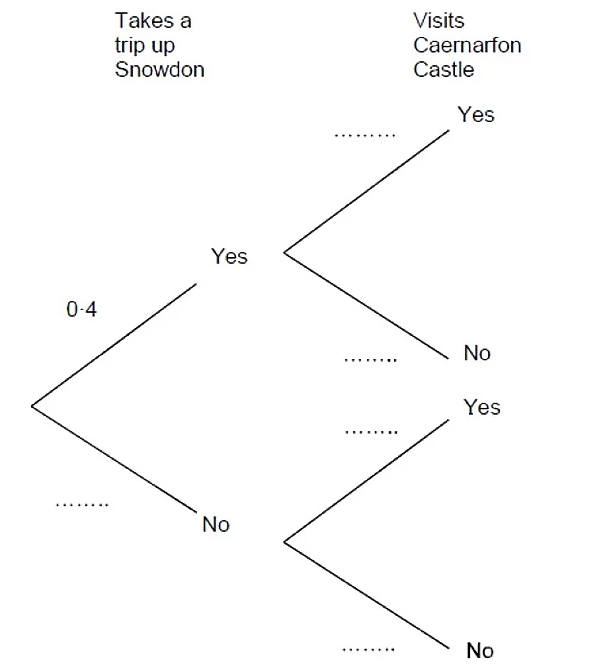 Takes a
trip up
Snowdon
Visits
Caernarfon
Castle
Yes
………
Yes
0·4
No
……..
Yes
……..
……..
No
……..
No